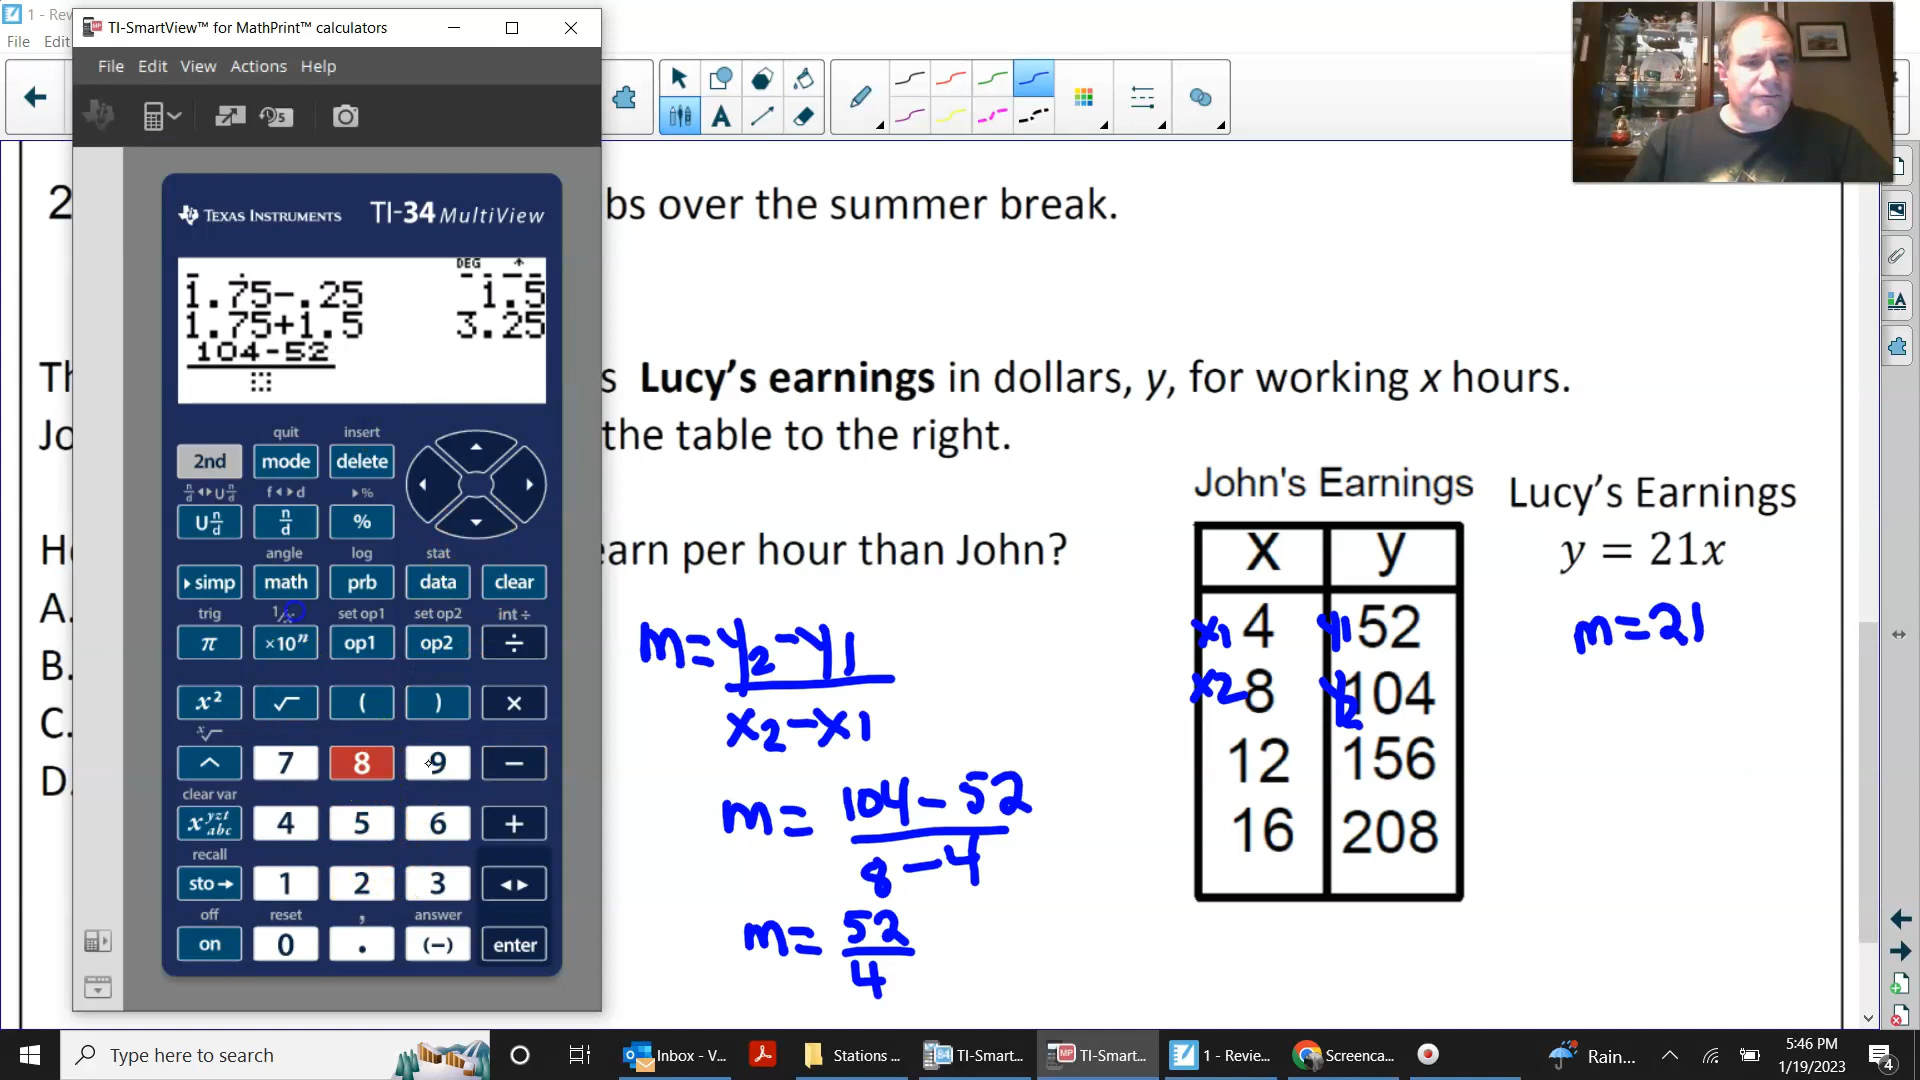 1 - Rev
TI-SmartView™ for MathPrint™ calculators
File Edit
File Edit View Actions Help
2
bs over the summer break.
TEXAS INSTRUMENTS TI-34 MultiView
DEG
1.75-.25 1.5
1.75+1.5 3.25
104-52
Th
s Lucy's earnings in dollars, y, for working x hours.
Jo
the table to the right.
H
earn per hour than John?
A.
B.
C.
D.
quit insert
2nd mode delete
n/d ◂▸ U n/d f◂▸d ▸%
U n/d n/d %
angle log stat
▸simp math prb data clear
trig 1/x set op1 set op2 int ÷
π ×10ⁿ op1 op2 ÷
x² √ ( ) ×
x√
^ 7 8 9 −
clear var
x yzt abc 4 5 6 +
recall
sto→ 1 2 3 ◂▸
off reset , answer
on 0 . (−) enter
John's Earnings
x y
x1 4 y1 52
x2 8 y2 104
12 156
16 208
Lucy's Earnings
y = 21x
m=21
m=y2-y1
x2-x1
m= 104-52
8-4
m= 52
4
Type here to search
Inbox - V...
Stations ...
84 TI-Smart...
MP TI-Smart...
1 - Revie...
Screenca...
Rain...
5:46 PM
1/19/2023
4